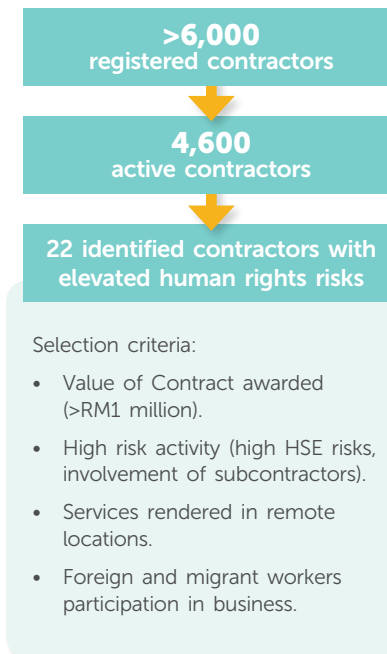 >6,000
registered contractors
4,600
active contractors
22 identified contractors with
elevated human rights risks
Selection criteria:
• Value of Contract awarded
(>RM1 million).
• High risk activity (high HSE risks,
involvement of subcontractors).
• Services rendered in remote
locations.
• Foreign and migrant workers
participation in business.